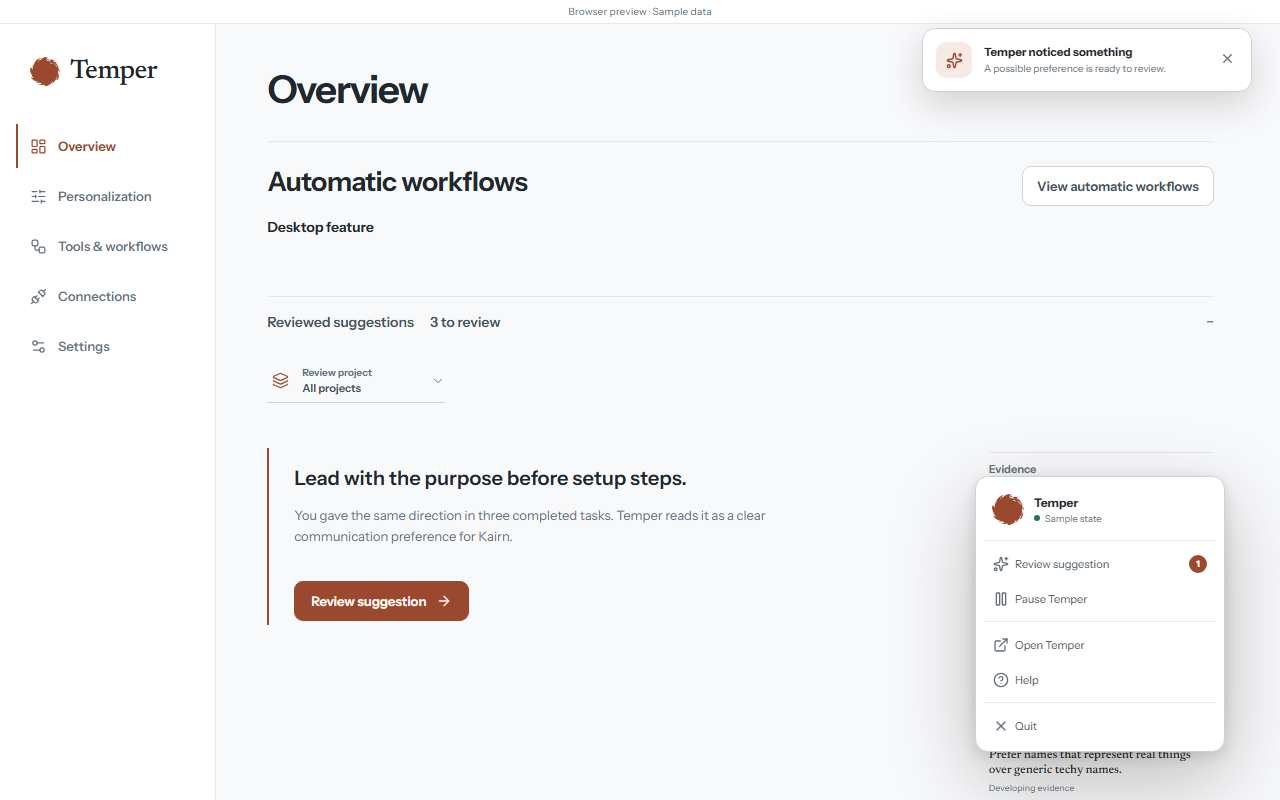 Browser preview · Sample data
Temper
Overview
Personalization
Tools & workflows
Connections
Settings
Overview
Temper noticed something
A possible preference is ready to review.
Automatic workflows
View automatic workflows
Desktop feature
Reviewed suggestions 3 to review
Review project
All projects
Lead with the purpose before setup steps.
You gave the same direction in three completed tasks. Temper reads it as a clear
communication preference for Kairn.
Review suggestion
Evidence
Temper
Sample state
Review suggestion 1
Pause Temper
Open Temper
Help
Quit
Prefer names that represent real things
over generic techy names.
Developing evidence